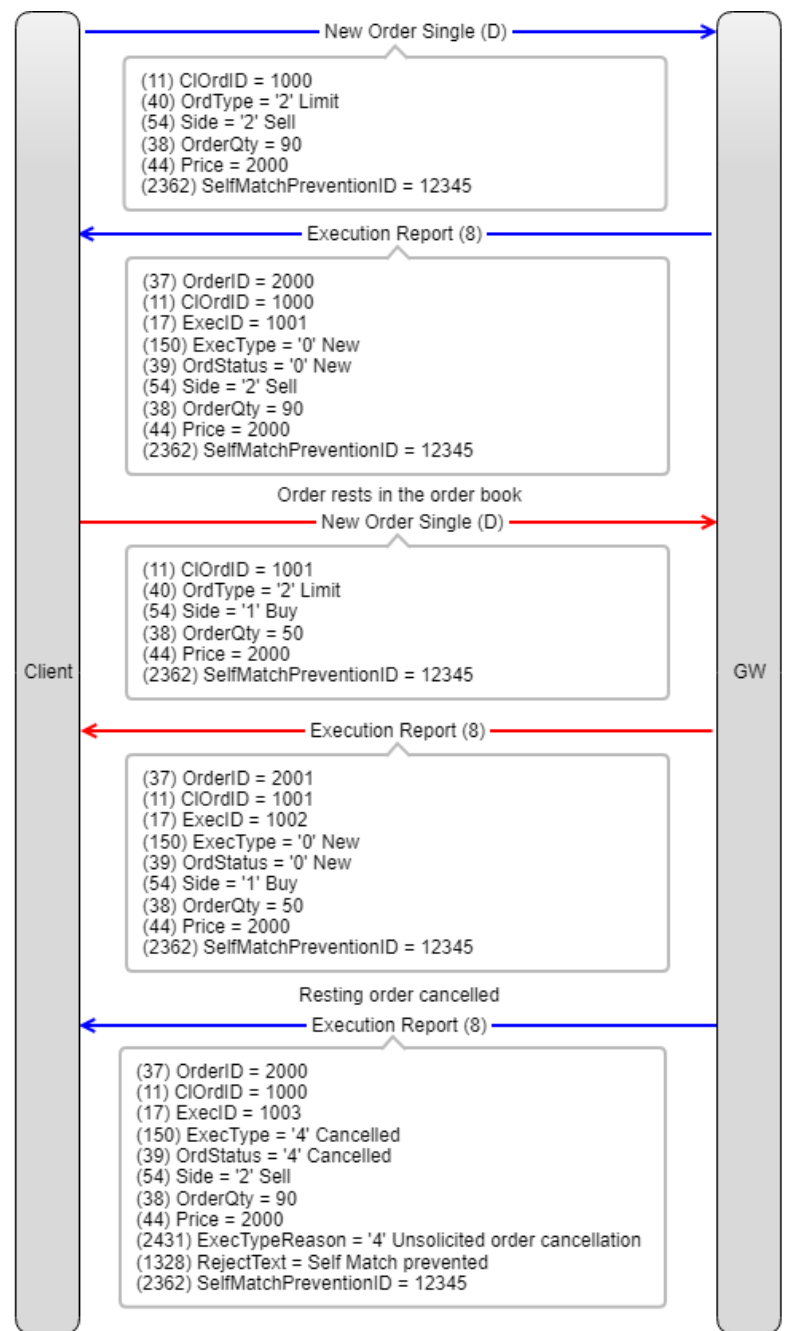 New Order Single (D)
(11) ClOrdID = 1000
(40) OrdType = '2' Limit
(54) Side = '2' Sell
(38) OrderQty = 90
(44) Price = 2000
(2362) SelfMatchPreventionID = 12345
Execution Report (8)
(37) OrderID = 2000
(11) ClOrdID = 1000
(17) ExecID = 1001
(150) ExecType = '0' New
(39) OrdStatus = '0' New
(54) Side = '2' Sell
(38) OrderQty = 90
(44) Price = 2000
(2362) SelfMatchPreventionID = 12345
Order rests in the order book
New Order Single (D)
(11) ClOrdID = 1001
(40) OrdType = '2' Limit
(54) Side = '1' Buy
(38) OrderQty = 50
(44) Price = 2000
(2362) SelfMatchPreventionID = 12345
Client
GW
Execution Report (8)
(37) OrderID = 2001
(11) ClOrdID = 1001
(17) ExecID = 1002
(150) ExecType = '0' New
(39) OrdStatus = '0' New
(54) Side = '1' Buy
(38) OrderQty = 50
(44) Price = 2000
(2362) SelfMatchPreventionID = 12345
Resting order cancelled
Execution Report (8)
(37) OrderID = 2000
(11) ClOrdID = 1000
(17) ExecID = 1003
(150) ExecType = '4' Cancelled
(39) OrdStatus = '4' Cancelled
(54) Side = '2' Sell
(38) OrderQty = 90
(44) Price = 2000
(2431) ExecTypeReason = '4' Unsolicited order cancellation
(1328) RejectText = Self Match prevented
(2362) SelfMatchPreventionID = 12345